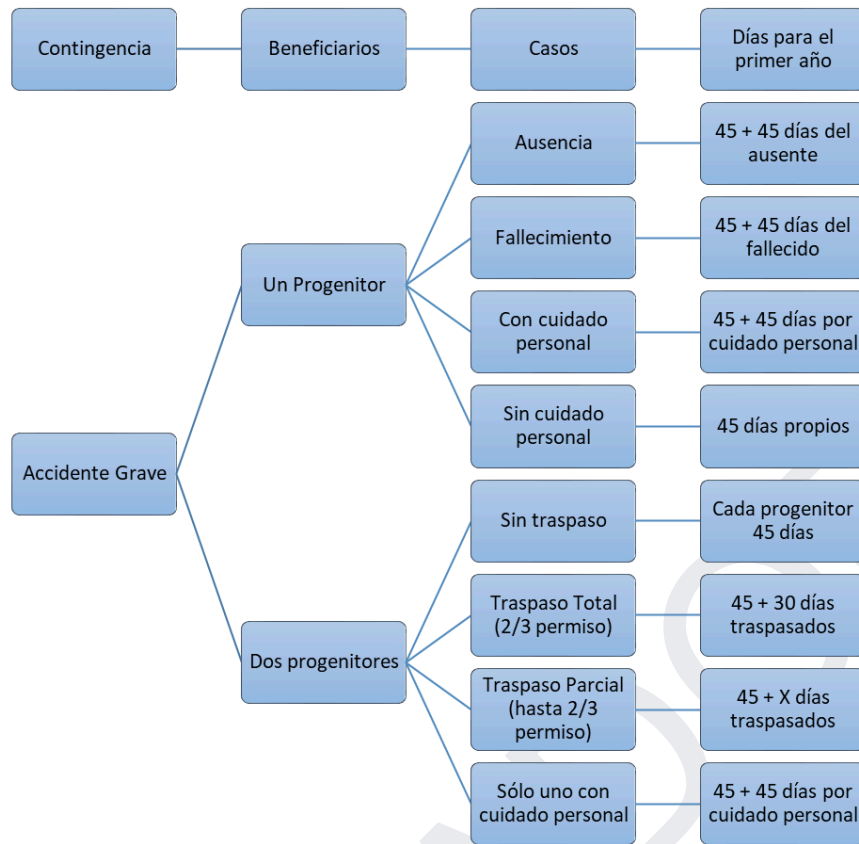 Contingencia
Beneficiarios
Casos
Días para el
primer año
Ausencia
45 + 45 días del
ausente
Fallecimiento
45 + 45 días del
fallecido
Un Progenitor
Con cuidado
personal
45 + 45 días por
cuidado personal
Sin cuidado
personal
45 días propios
Accidente Grave
Sin traspaso
Cada progenitor
45 días
Traspaso Total
(2/3 permiso)
45 + 30 días
traspasados
Dos progenitores
Traspaso Parcial
(hasta 2/3
permiso)
45 + X días
traspasados
Sólo uno con
cuidado personal
45 + 45 días por
cuidado personal